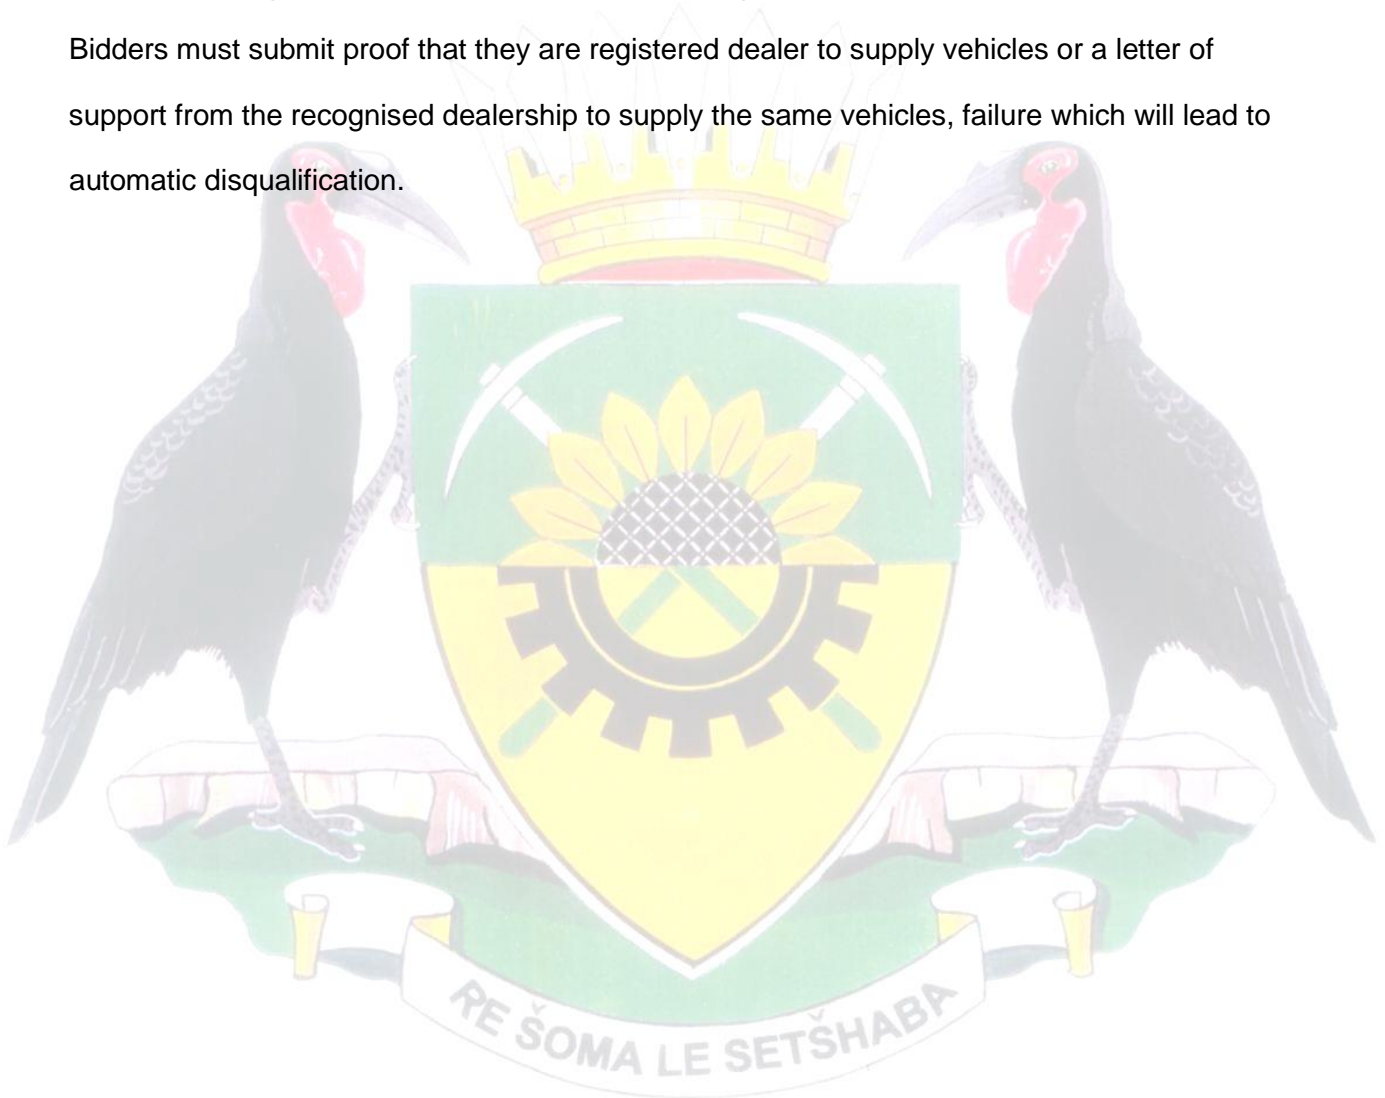 Bidders must submit proof that they are registered dealer to supply vehicles or a letter of
support from the recognised dealership to supply the same vehicles, failure which will lead to
automatic disqualification.
RE ŠOMA LE SETŠHABA